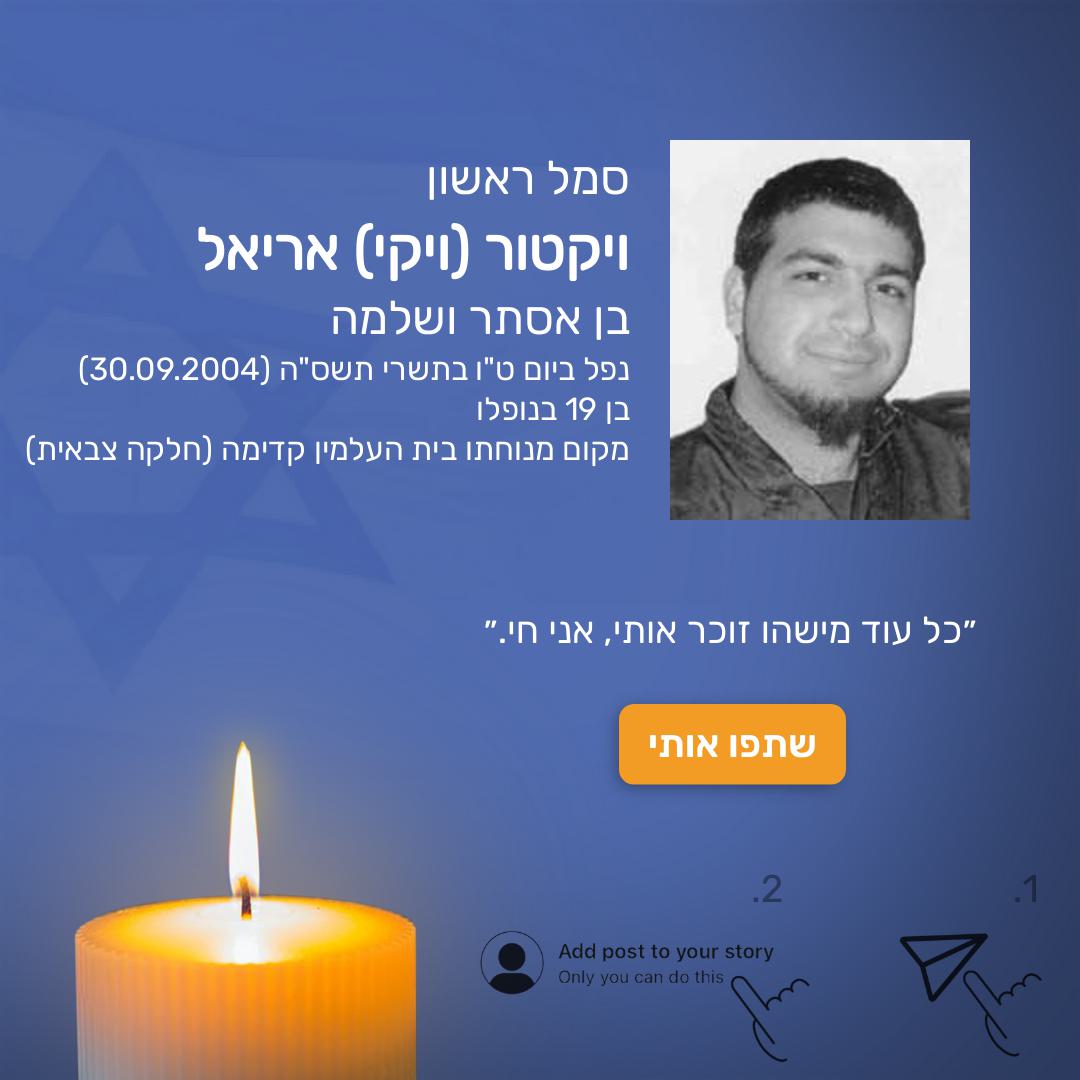 סמל ראשון
ויקטור (ויקי) אריאל
בן אסתר ושלמה
נפל ביום ט"ו בתשרי תשס"ה (30.09.2004)
בן 19 בנופלו
מקום מנוחתו בית העלמין קדימה (חלקה צבאית)
״כל עוד מישהו זוכר אותי, אני חי.״
שתפו אותי
.1
.2
Add post to your story
Only you can do this